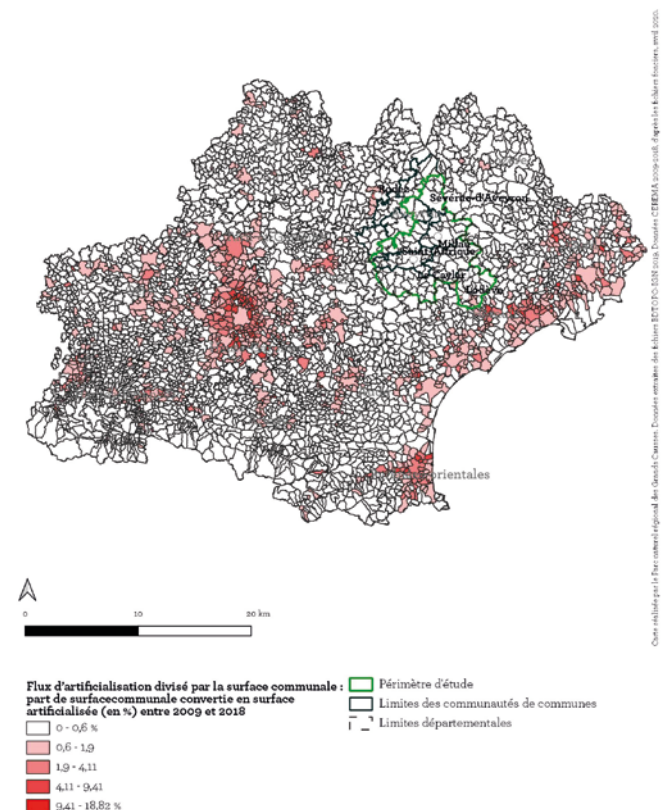 Rodez
Séverac-d'Aveyron
Millau
Saint-Affrique
Le Caylar
Lodève
orientales
0
10
20 km
Flux d'artificialisation divisé par la surface communale :
part de surfacecommunale convertie en surface
artificialisée (en %) entre 2009 et 2018
0 - 0,6 %
0,6 - 1,9
1,9 - 4,11
4,11 - 9,41
9,41 - 18,82 %
Périmètre d'étude
Limites des communautés de communes
Limites départementales
Carte réalisée par le Parc naturel régional des Grands Causses. Données extraites des fichiers BDTOPO-IGN 2019. Données CEREMA 2009-2018, d'après les fichiers fonciers, avril 2020.